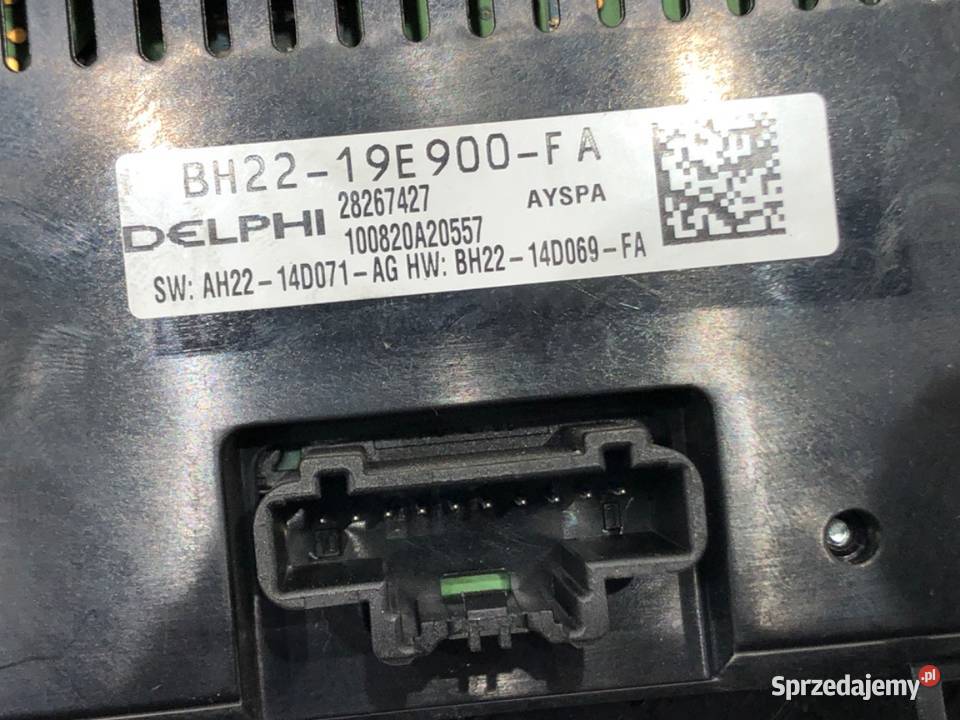 BH22-19E900-FA
DELPHI 28267427 AYSPA
100820A20557
SW: AH22-14D071-AG HW: BH22-14D069-FA
Sprzedajemy.pl